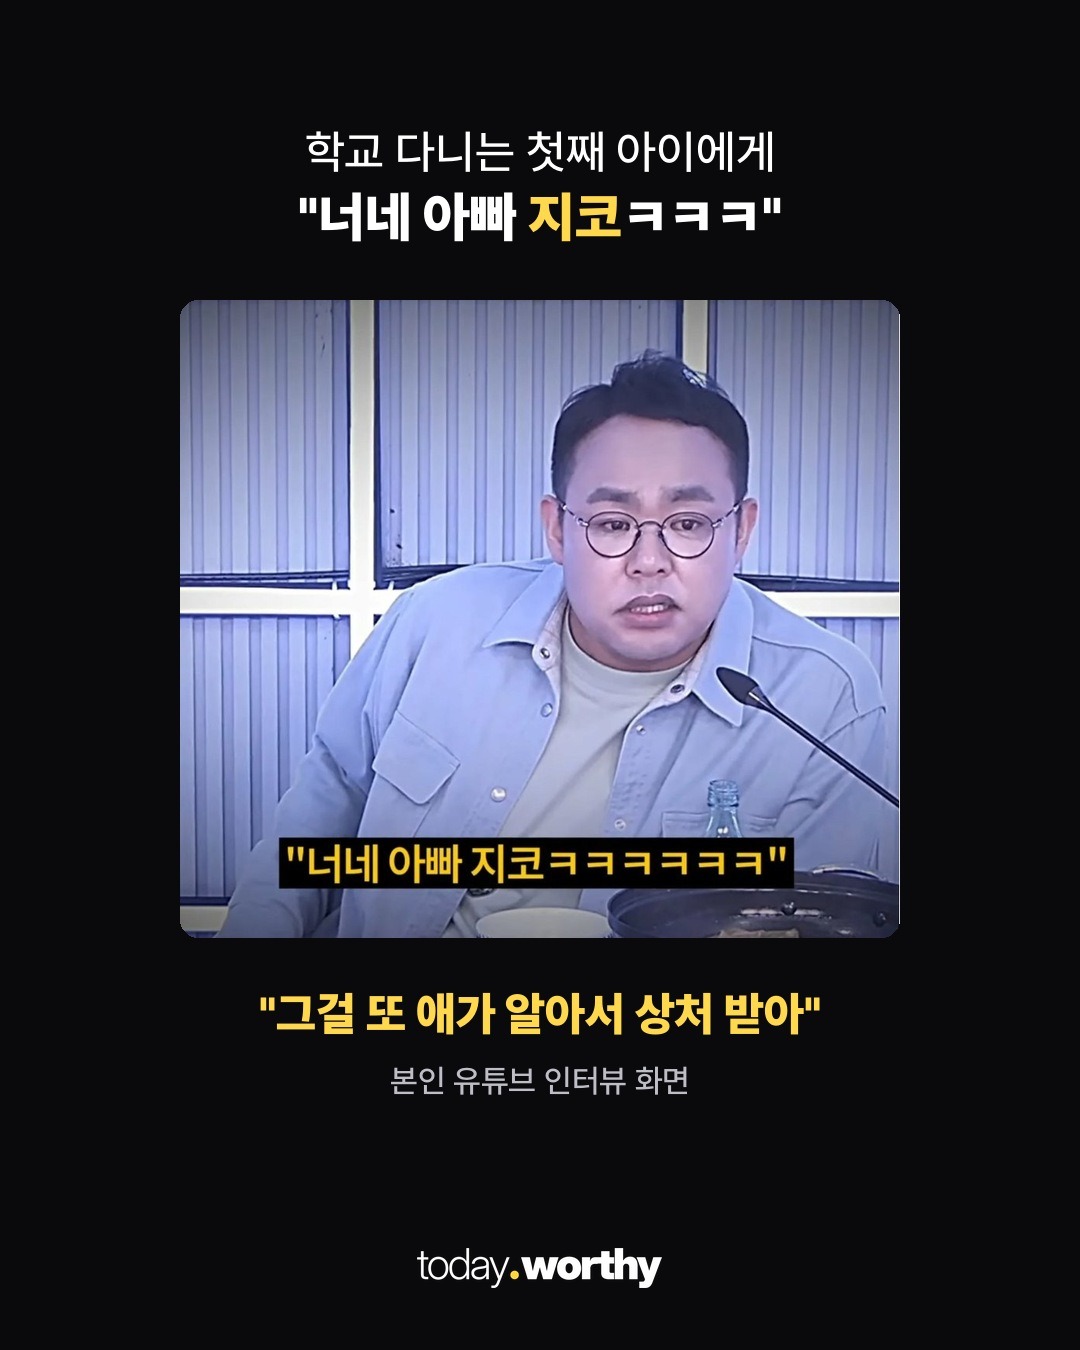 학교 다니는 첫째 아이에게
"너네 아빠 지코ㅋㅋㅋ"
"너네 아빠 지코ㅋㅋㅋㅋㅋㅋ"
"그걸 또 애가 알아서 상처 받아"
본인 유튜브 인터뷰 화면
today.worthy